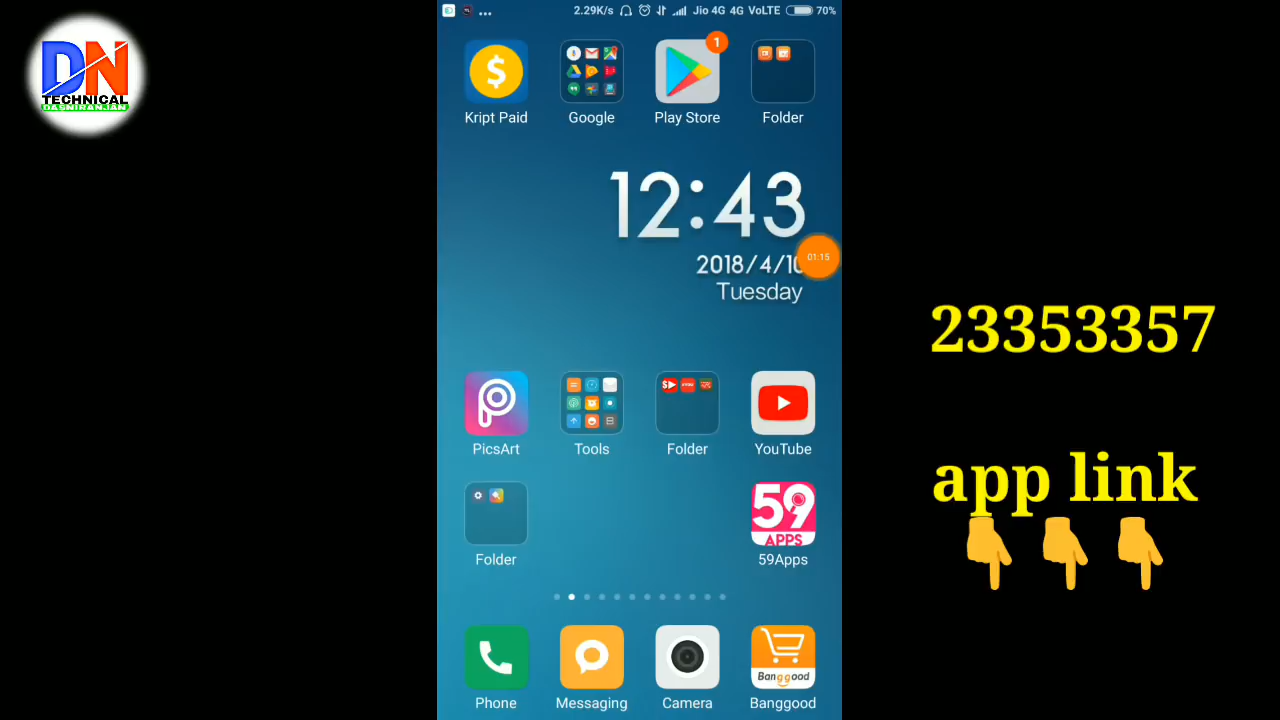 2.29K/s Jio 4G 4G VoLTE 70%
DN
TECHNICAL
DASNIRANJAN
1
Kript Paid Google Play Store Folder
12:43
2018/4/10
01:15
Tuesday
23353357
PicsArt Tools Folder YouTube
app link
59
APPS
Folder 59Apps
Banggood
Phone Messaging Camera Banggood